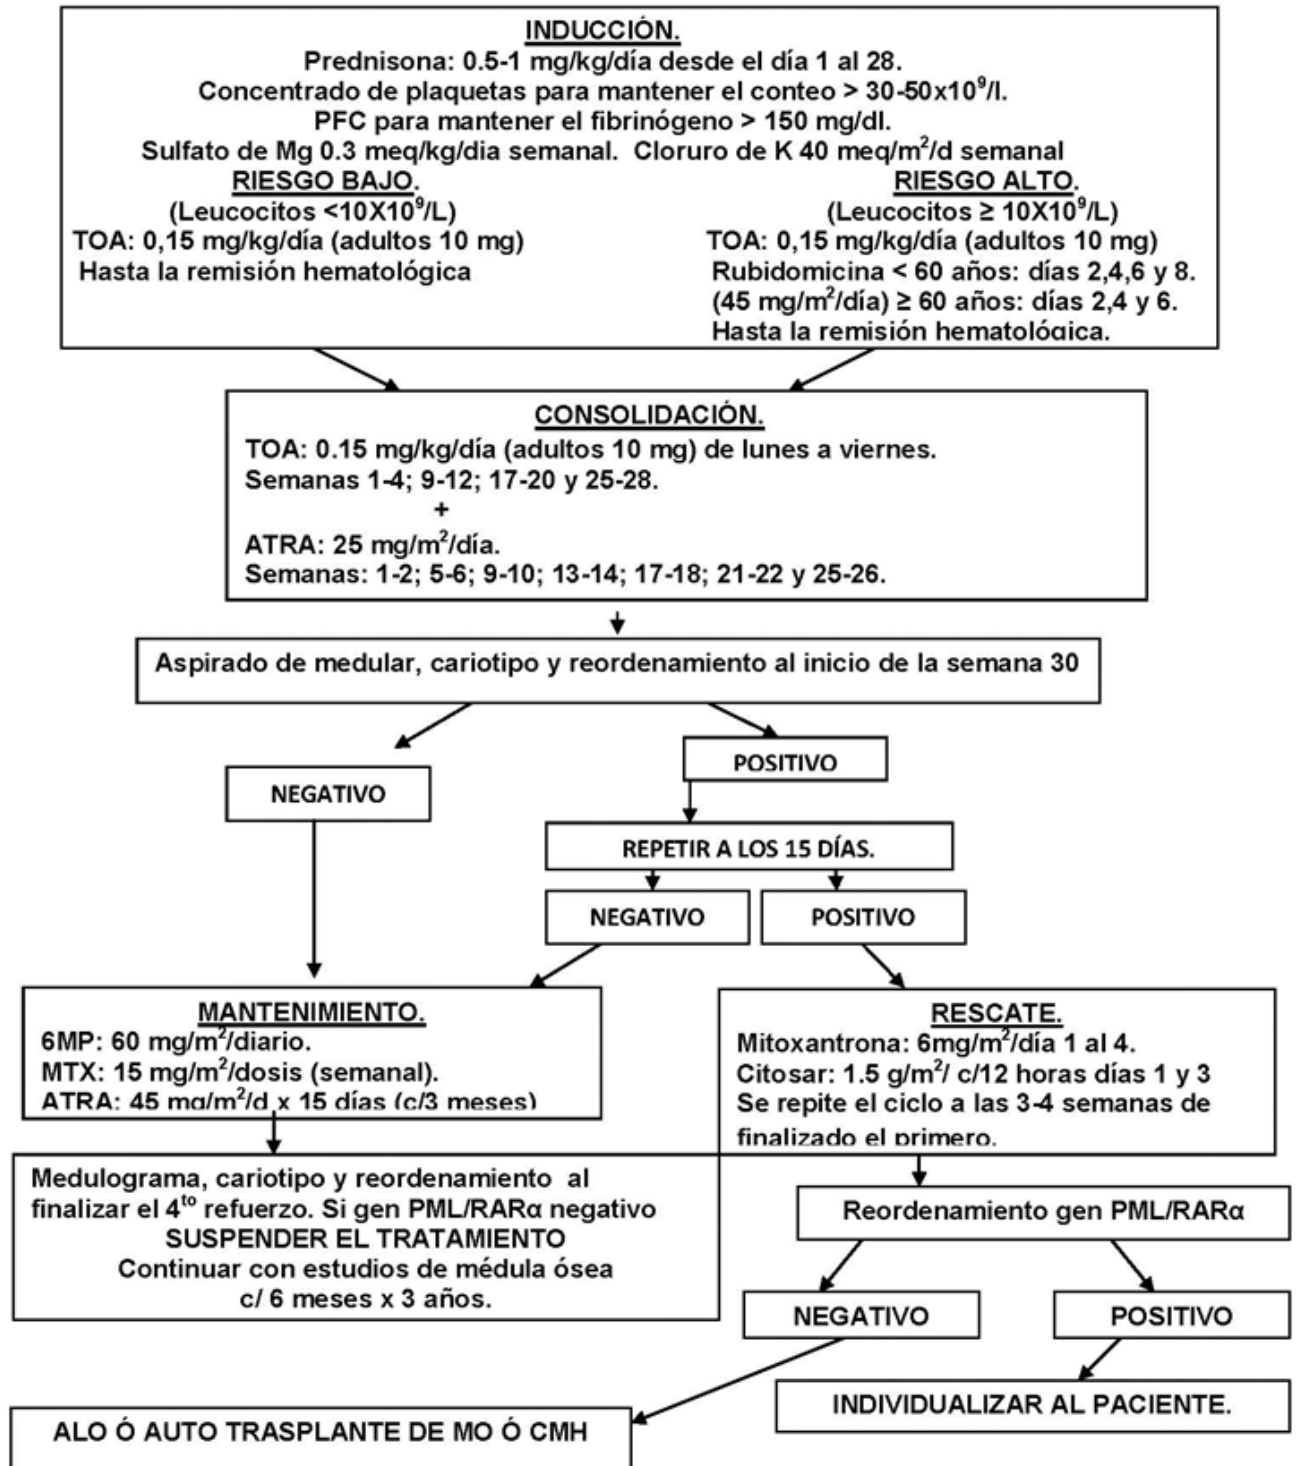 INDUCCIÓN.
Prednisona: 0.5-1 mg/kg/día desde el día 1 al 28.
Concentrado de plaquetas para mantener el conteo > 30-50x10⁹/l.
PFC para mantener el fibrinógeno > 150 mg/dl.
Sulfato de Mg 0.3 meq/kg/dia semanal. Cloruro de K 40 meq/m²/d semanal
RIESGO BAJO.
(Leucocitos <10X10⁹/L)
TOA: 0,15 mg/kg/día (adultos 10 mg)
Hasta la remisión hematológica
RIESGO ALTO.
(Leucocitos ≥ 10X10⁹/L)
TOA: 0,15 mg/kg/día (adultos 10 mg)
Rubidomicina < 60 años: días 2,4,6 y 8.
(45 mg/m²/día) ≥ 60 años: días 2,4 y 6.
Hasta la remisión hematológica.
CONSOLIDACIÓN.
TOA: 0.15 mg/kg/día (adultos 10 mg) de lunes a viernes.
Semanas 1-4; 9-12; 17-20 y 25-28.
+
ATRA: 25 mg/m²/día.
Semanas: 1-2; 5-6; 9-10; 13-14; 17-18; 21-22 y 25-26.
Aspirado de medular, cariotipo y reordenamiento al inicio de la semana 30
NEGATIVO
POSITIVO
REPETIR A LOS 15 DÍAS.
NEGATIVO
POSITIVO
MANTENIMIENTO.
6MP: 60 mg/m²/diario.
MTX: 15 mg/m²/dosis (semanal).
ATRA: 45 mg/m²/d x 15 días (c/3 meses)
RESCATE.
Mitoxantrona: 6mg/m²/día 1 al 4.
Citosar: 1.5 g/m²/ c/12 horas días 1 y 3
Se repite el ciclo a las 3-4 semanas de
finalizado el primero.
Medulograma, cariotipo y reordenamiento al
finalizar el 4ᵗᵒ refuerzo. Si gen PML/RARα negativo
SUSPENDER EL TRATAMIENTO
Continuar con estudios de médula ósea
c/ 6 meses x 3 años.
Reordenamiento gen PML/RARα
NEGATIVO
POSITIVO
INDIVIDUALIZAR AL PACIENTE.
ALO Ó AUTO TRASPLANTE DE MO Ó CMH